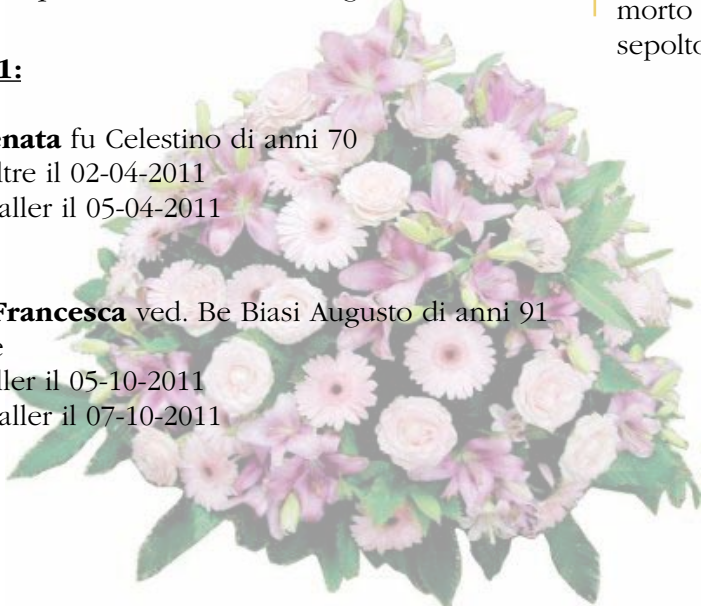 1:
enata fu Celestino di anni 70
ltre il 02-04-2011
aller il 05-04-2011
Francesca ved. Be Biasi Augusto di anni 91
e
ller il 05-10-2011
aller il 07-10-2011
morto
sepolto